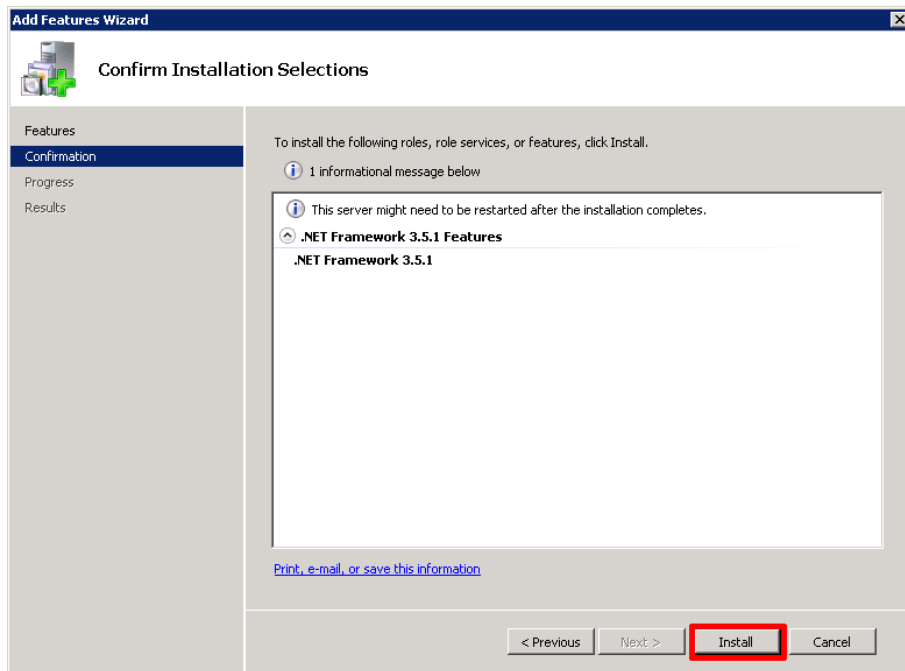 Add Features Wizard
Confirm Installation Selections
Features
Confirmation
Progress
Results
To install the following roles, role services, or features, click Install.
1 informational message below
This server might need to be restarted after the installation completes.
.NET Framework 3.5.1 Features
.NET Framework 3.5.1
Print, e-mail, or save this information
< Previous
Next >
Install
Cancel